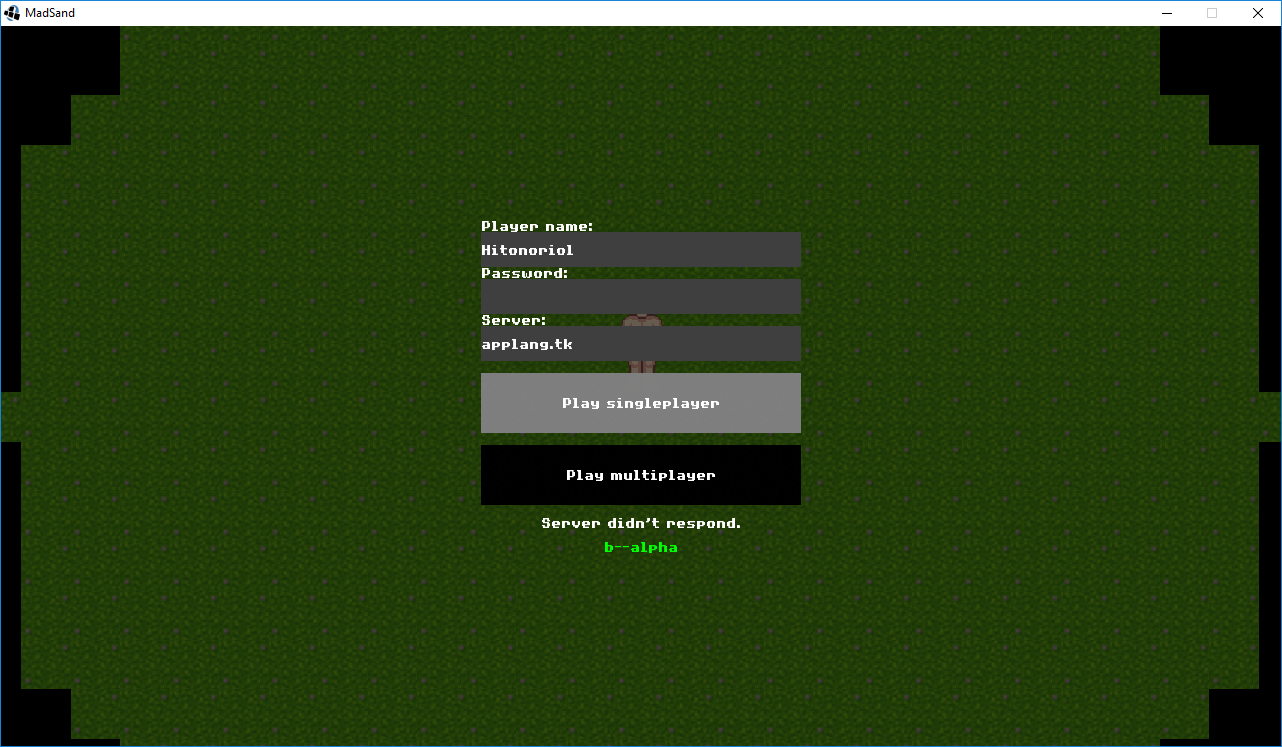 MadSand
Player name:
Hitonoriol
Password:
Server:
applang.tk
Play singleplayer
Play multiplayer
Server didn't respond.
b--alpha